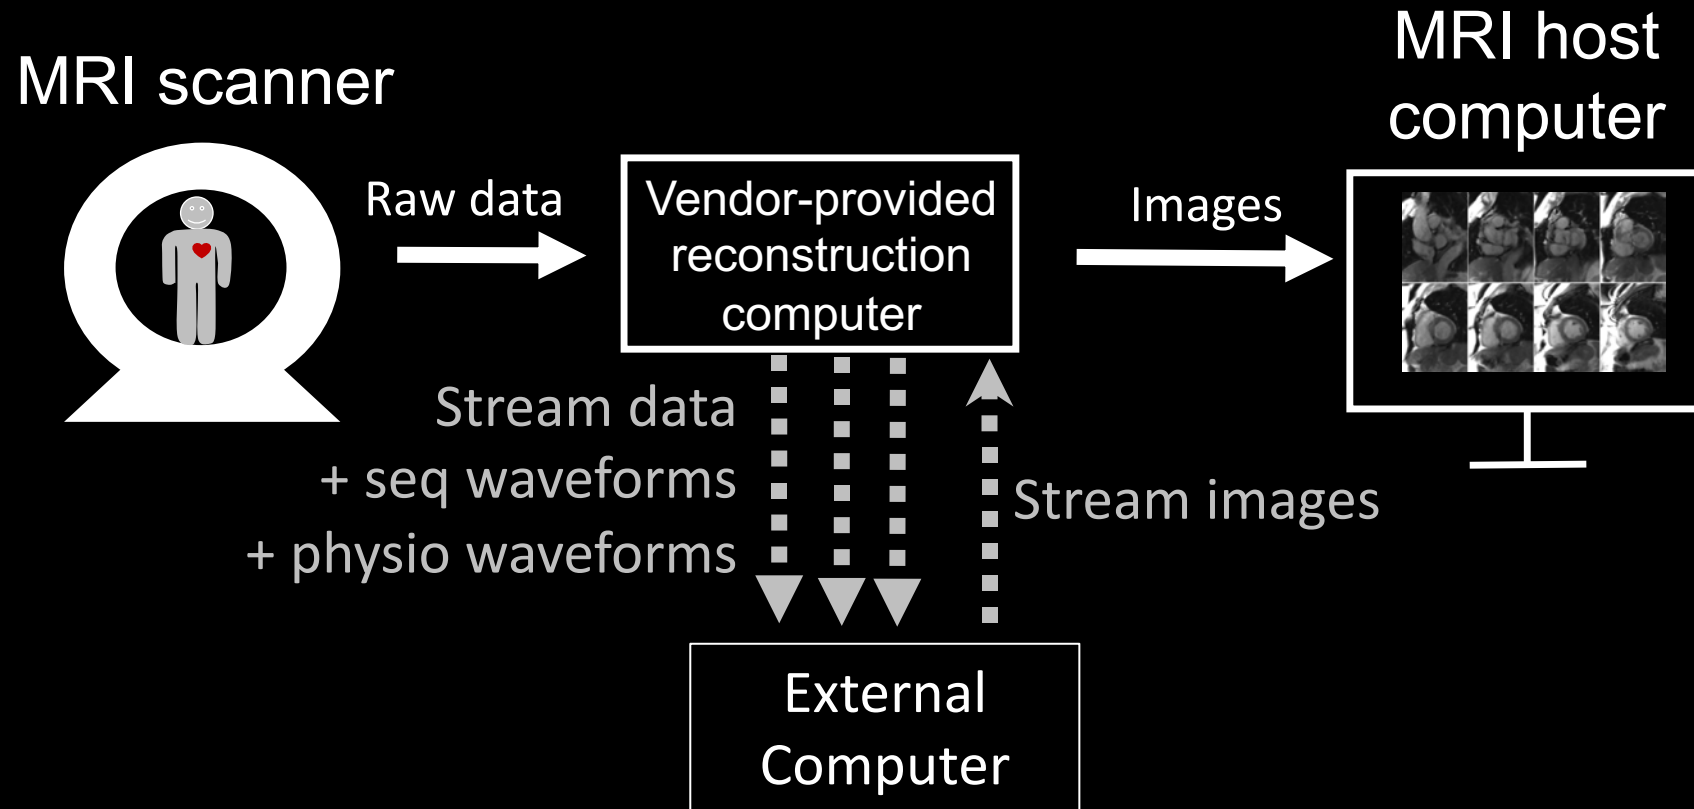 MRI scanner
Raw data
Vendor-provided
reconstruction
computer
Images
MRI host
computer
Stream data
+ seq waveforms
+ physio waveforms
Stream images
External
Computer